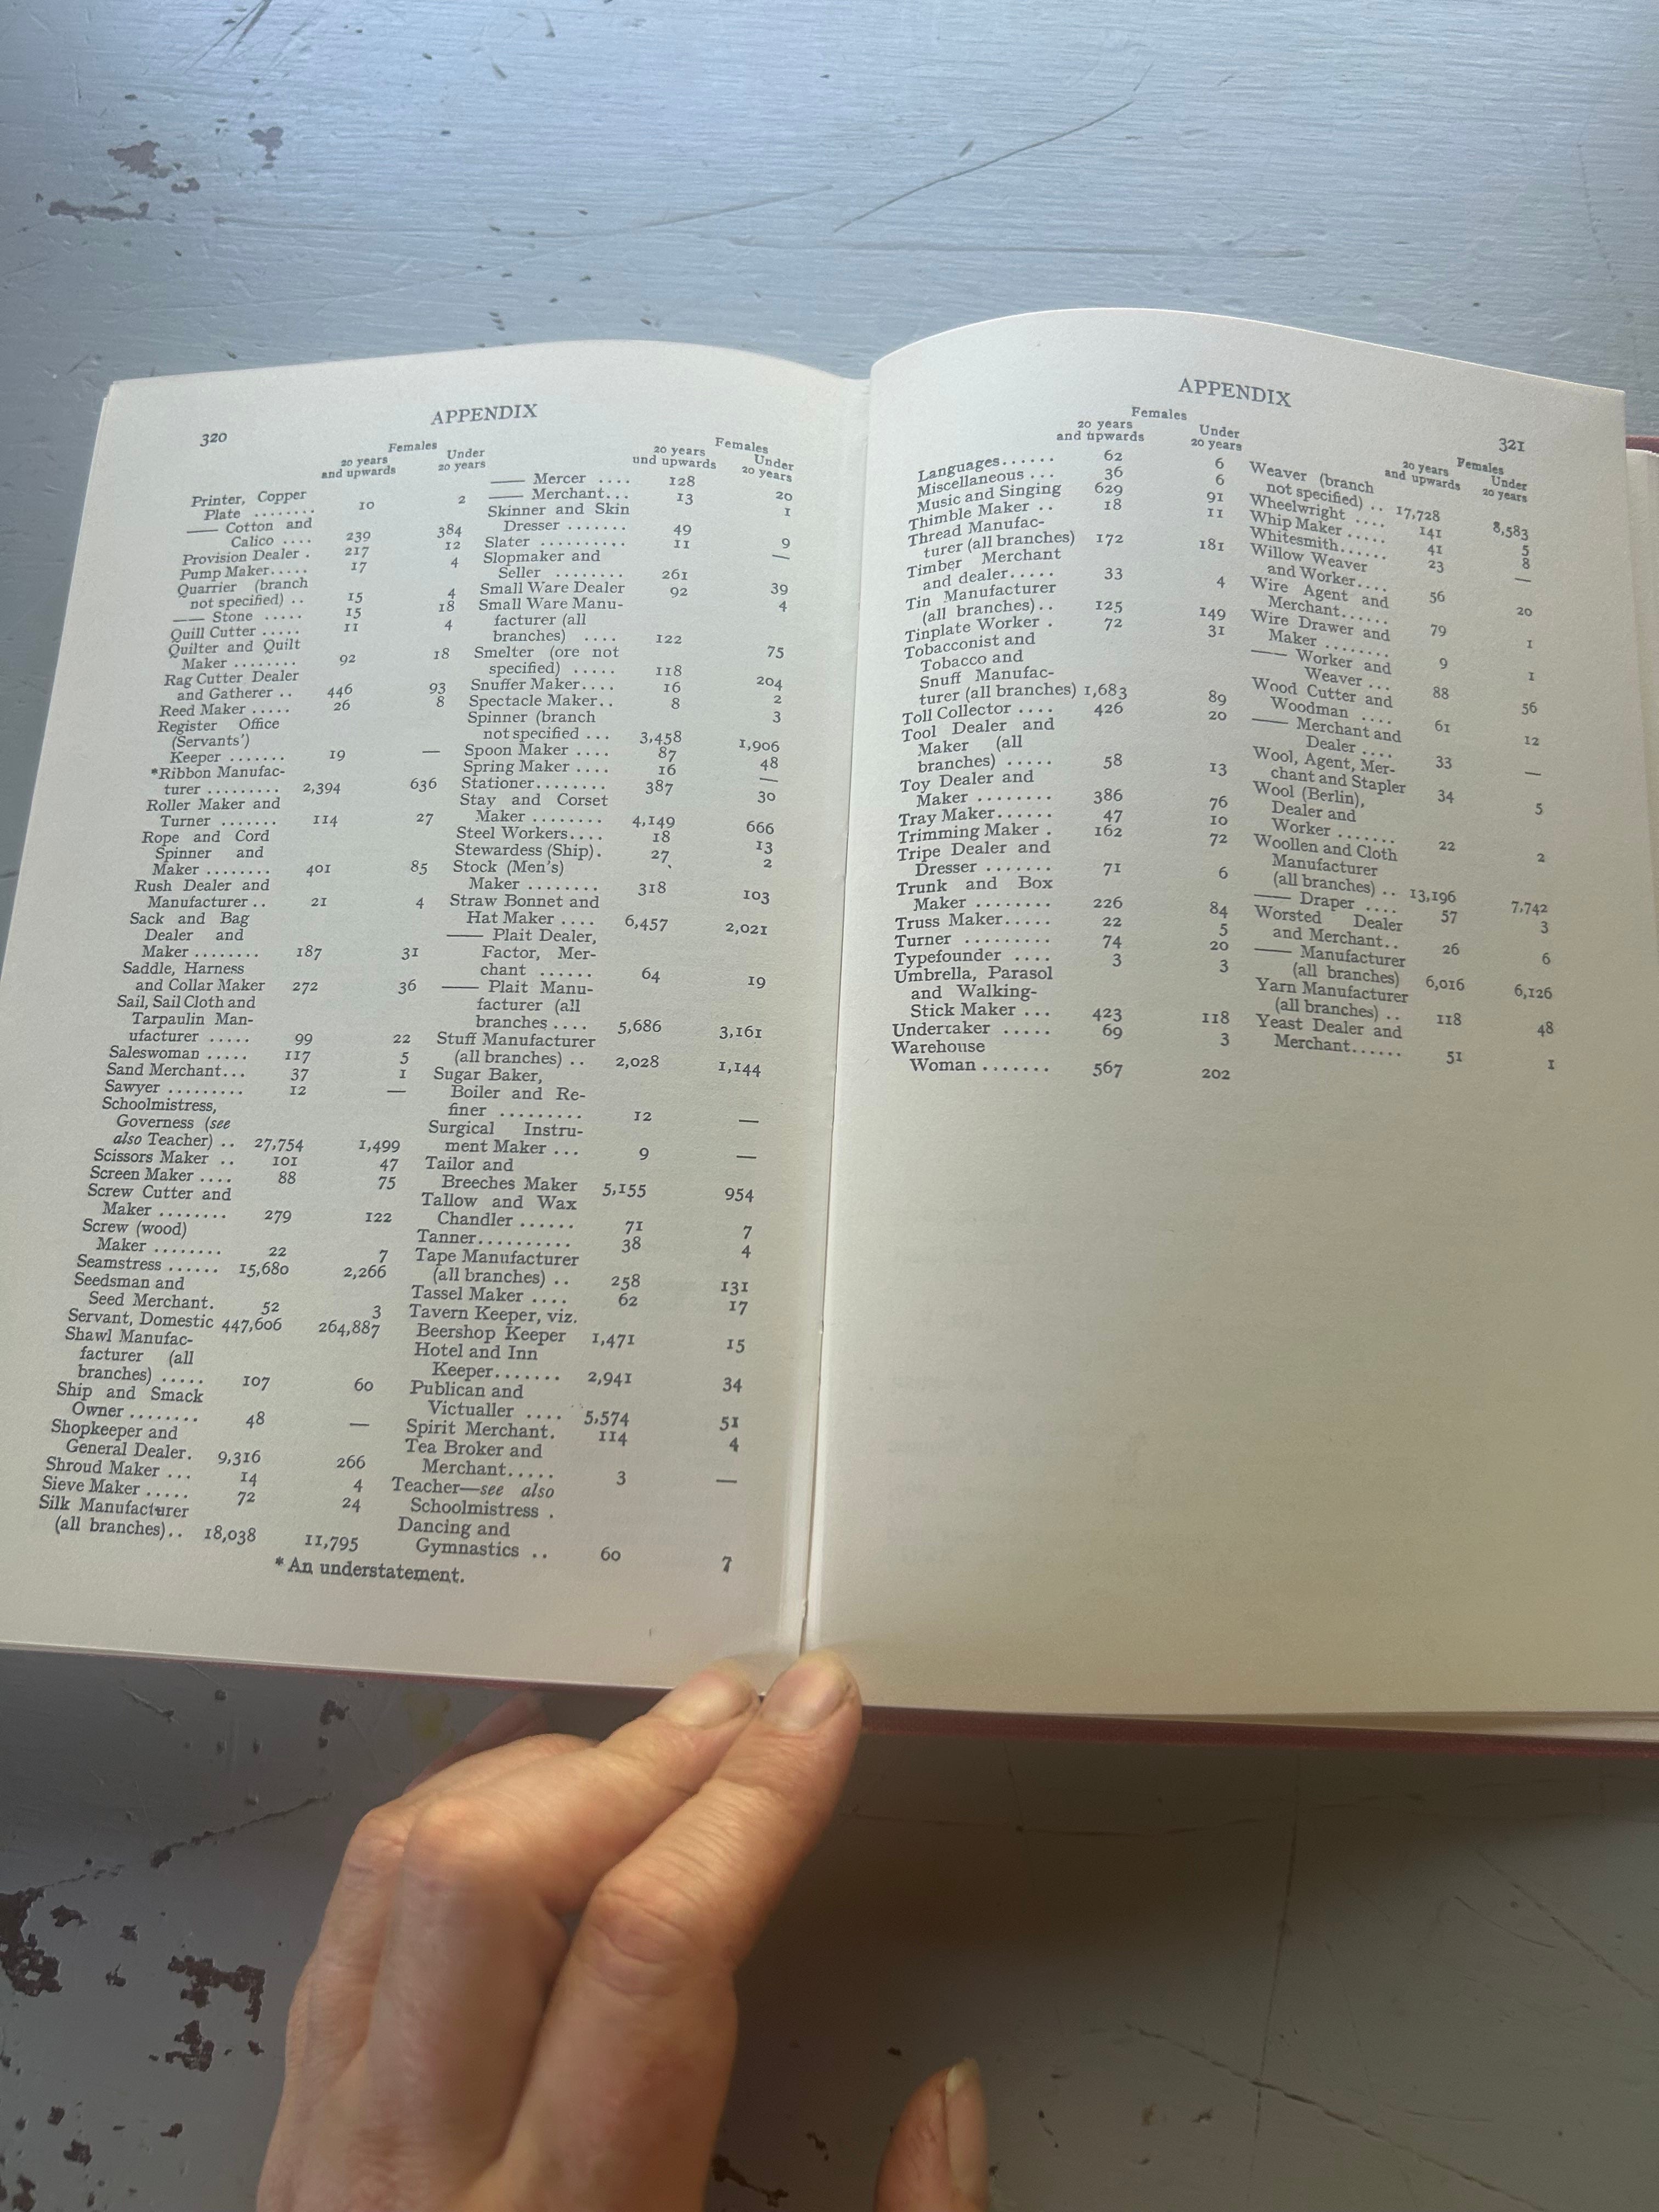 320
APPENDIX
Females
20 years and upwards
Under 20 years
Printer, Copper
Plate ........ 10 2
—— Cotton and
Calico .... 239 384
Provision Dealer . 217 12
Pump Maker..... 17 4
Quarrier (branch
not specified) .. 15 4
—— Stone ..... 15 18
Quill Cutter ..... 11 4
Quilter and Quilt
Maker ........ 92 18
Rag Cutter Dealer
and Gatherer .. 446 93
Reed Maker ..... 26 8
Register Office
(Servants')
Keeper ....... 19 —
*Ribbon Manufac-
turer ......... 2,394 636
Roller Maker and
Turner ....... 114 27
Rope and Cord
Spinner and
Maker ........ 401 85
Rush Dealer and
Manufacturer .. 21 4
Sack and Bag
Dealer and
Maker ........ 187 31
Saddle, Harness
and Collar Maker 272 36
Sail, Sail Cloth and
Tarpaulin Man-
ufacturer ..... 99 22
Saleswoman ..... 117 5
Sand Merchant... 37 1
Sawyer ......... 12 —
Schoolmistress,
Governess (see
also Teacher) .. 27,754 1,499
Scissors Maker .. 101 47
Screen Maker .... 88 75
Screw Cutter and
Maker ........ 279 122
Screw (wood)
Maker ........ 22 7
Seamstress ...... 15,680 2,266
Seedsman and
Seed Merchant. 52 3
Servant, Domestic 447,606 264,887
Shawl Manufac-
facturer (all
branches) ..... 107 60
Ship and Smack
Owner ........ 48 —
Shopkeeper and
General Dealer. 9,316 266
Shroud Maker ... 14 4
Sieve Maker ..... 72 24
Silk Manufacturer
(all branches).. 18,038 11,795
Females
20 years und upwards
Under 20 years
—— Mercer .... 128 20
—— Merchant... 13 1
Skinner and Skin
Dresser ....... 49 9
Slater .......... 11 —
Slopmaker and
Seller ........ 261 39
Small Ware Dealer 92 4
Small Ware Manu-
facturer (all
branches) .... 122 75
Smelter (ore not
specified) ..... 118 204
Snuffer Maker.... 16 2
Spectacle Maker.. 8 3
Spinner (branch
not specified ... 3,458 1,906
Spoon Maker .... 87 48
Spring Maker .... 16 —
Stationer........ 387 30
Stay and Corset
Maker ........ 4,149 666
Steel Workers.... 18 13
Stewardess (Ship). 27 2
Stock (Men's)
Maker ........ 318 103
Straw Bonnet and
Hat Maker .... 6,457 2,021
—— Plait Dealer,
Factor, Mer-
chant ...... 64 19
—— Plait Manu-
facturer (all
branches .... 5,686 3,161
Stuff Manufacturer
(all branches) .. 2,028 1,144
Sugar Baker,
Boiler and Re-
finer ......... 12 —
Surgical Instru-
ment Maker ... 9 —
Tailor and
Breeches Maker 5,155 954
Tallow and Wax
Chandler ...... 71 7
Tanner.......... 38 4
Tape Manufacturer
(all branches) .. 258 131
Tassel Maker .... 62 17
Tavern Keeper, viz.
Beershop Keeper 1,471 15
Hotel and Inn
Keeper....... 2,941 34
Publican and
Victualler .... 5,574 51
Spirit Merchant. 114 4
Tea Broker and
Merchant..... 3 —
Teacher—see also
Schoolmistress .
Dancing and
Gymnastics .. 60 7
* An understatement.
APPENDIX
321
Females
20 years and upwards
Under 20 years
Languages...... 62 6
Miscellaneous ... 36 6
Music and Singing 629 91
Thimble Maker .. 18 11
Thread Manufac-
turer (all branches) 172 181
Timber Merchant
and dealer..... 33 4
Tin Manufacturer
(all branches).. 125 149
Tinplate Worker . 72 31
Tobacconist and
Tobacco and
Snuff Manufac-
turer (all branches) 1,683 89
Toll Collector .... 426 20
Tool Dealer and
Maker (all
branches) ..... 58 13
Toy Dealer and
Maker ........ 386 76
Tray Maker...... 47 10
Trimming Maker . 162 72
Tripe Dealer and
Dresser ....... 71 6
Trunk and Box
Maker ........ 226 84
Truss Maker..... 22 5
Turner ......... 74 20
Typefounder .... 3 3
Umbrella, Parasol
and Walking-
Stick Maker ... 423 118
Undertaker ..... 69 3
Warehouse
Woman ....... 567 202
Females
20 years and upwards
Under 20 years
Weaver (branch
not specified) .. 17,728 8,583
Wheelwright .... 141 5
Whip Maker ..... 41 8
Whitesmith...... 23 —
Willow Weaver
and Worker.... 56 20
Wire Agent and
Merchant...... 79 1
Wire Drawer and
Maker ........ 9 1
—— Worker and
Weaver ... 88 56
Wood Cutter and
Woodman .... 61 12
—— Merchant and
Dealer .... 33 —
Wool, Agent, Mer-
chant and Stapler 34 5
Wool (Berlin),
Dealer and
Worker ....... 22 2
Woollen and Cloth
Manufacturer
(all branches) .. 13,196 7,742
—— Draper .... 57 3
Worsted Dealer
and Merchant.. 26 6
—— Manufacturer
(all branches) 6,016 6,126
Yarn Manufacturer
(all branches) .. 118 48
Yeast Dealer and
Merchant...... 51 1